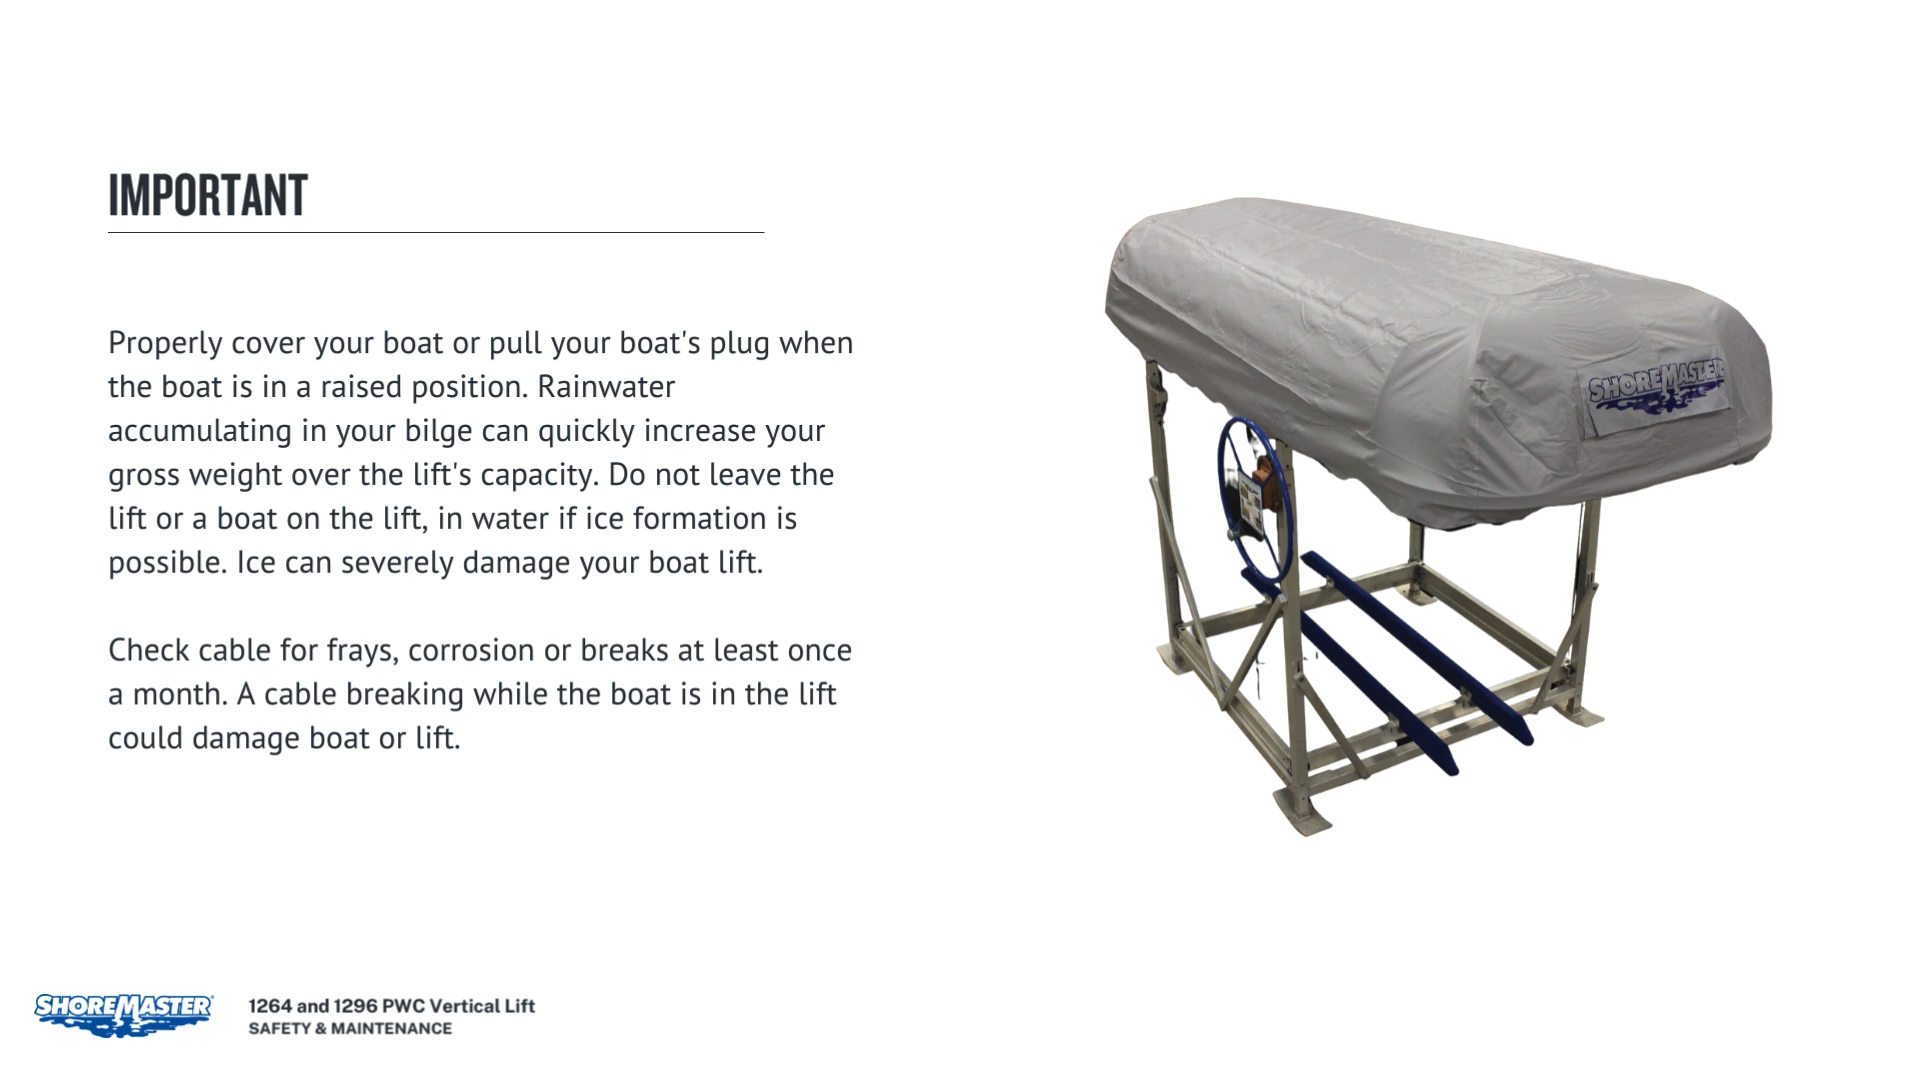 IMPORTANT
Properly cover your boat or pull your boat's plug when
the boat is in a raised position. Rainwater
accumulating in your bilge can quickly increase your
gross weight over the lift's capacity. Do not leave the
lift or a boat on the lift, in water if ice formation is
possible. Ice can severely damage your boat lift.
Check cable for frays, corrosion or breaks at least once
a month. A cable breaking while the boat is in the lift
could damage boat or lift.
SHOREMASTER
SHOREMASTER
1264 and 1296 PWC Vertical Lift
SAFETY & MAINTENANCE